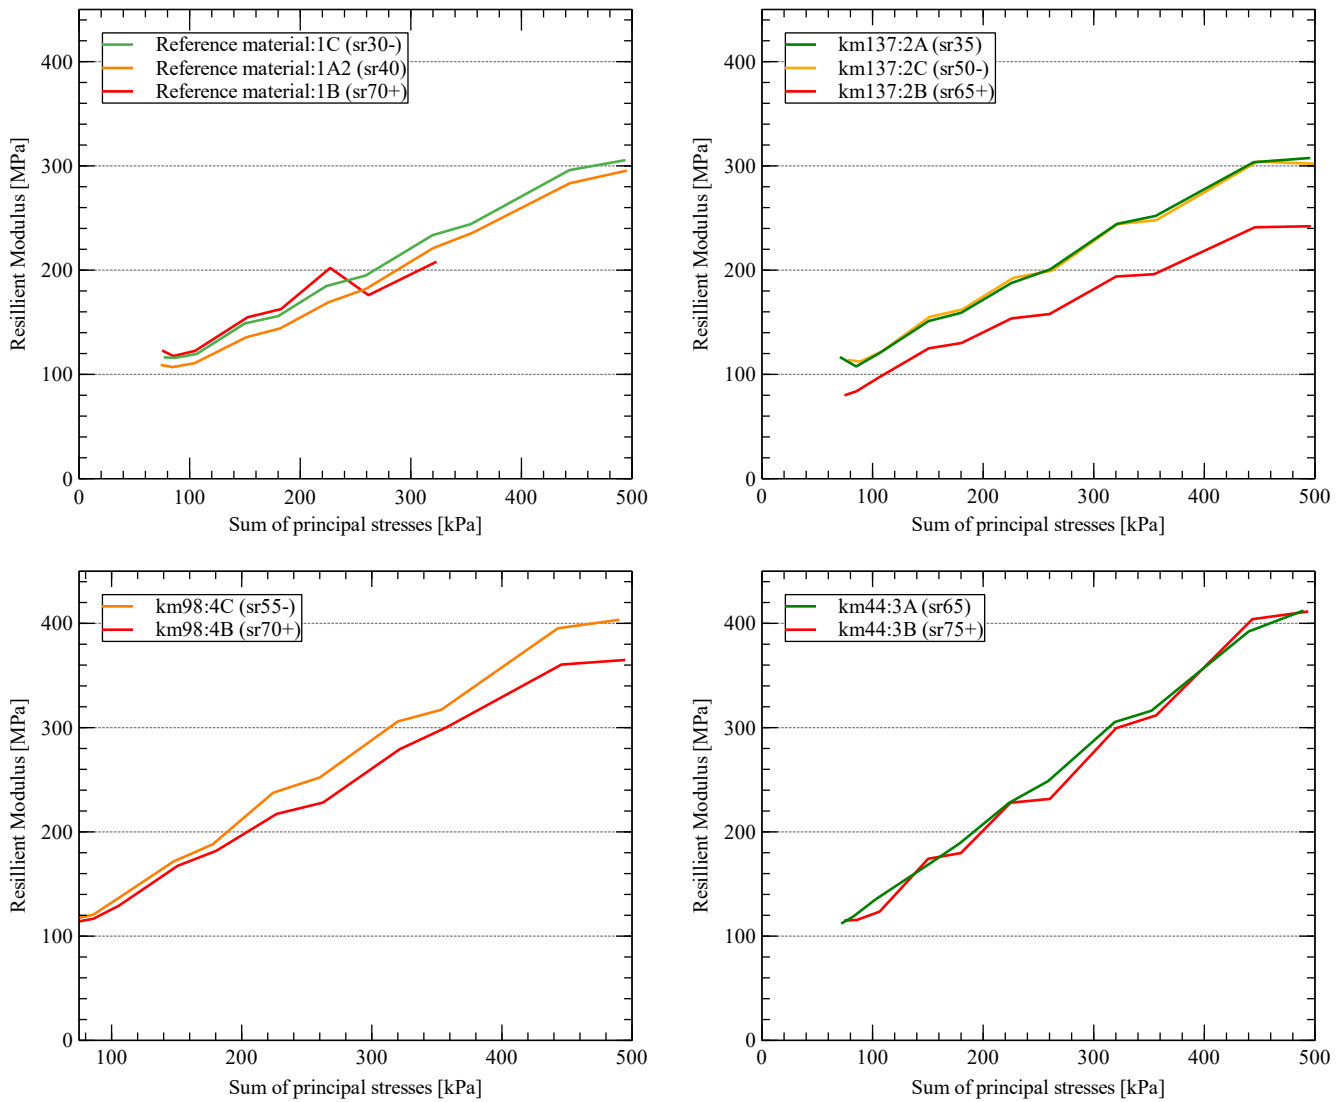 Reference material:1C (sr30-)
Reference material:1A2 (sr40)
Reference material:1B (sr70+)
400
300
200
100
0
0 100 200 300 400 500
Resillient Modulus [MPa]
Sum of principal stresses [kPa]
km137:2A (sr35)
km137:2C (sr50-)
km137:2B (sr65+)
400
300
200
100
0
0 100 200 300 400 500
Resillient Modulus [MPa]
Sum of principal stresses [kPa]
km98:4C (sr55-)
km98:4B (sr70+)
400
300
200
100
0
100 200 300 400 500
Resillient Modulus [MPa]
Sum of principal stresses [kPa]
km44:3A (sr65)
km44:3B (sr75+)
400
300
200
100
0
0 100 200 300 400 500
Resillient Modulus [MPa]
Sum of principal stresses [kPa]